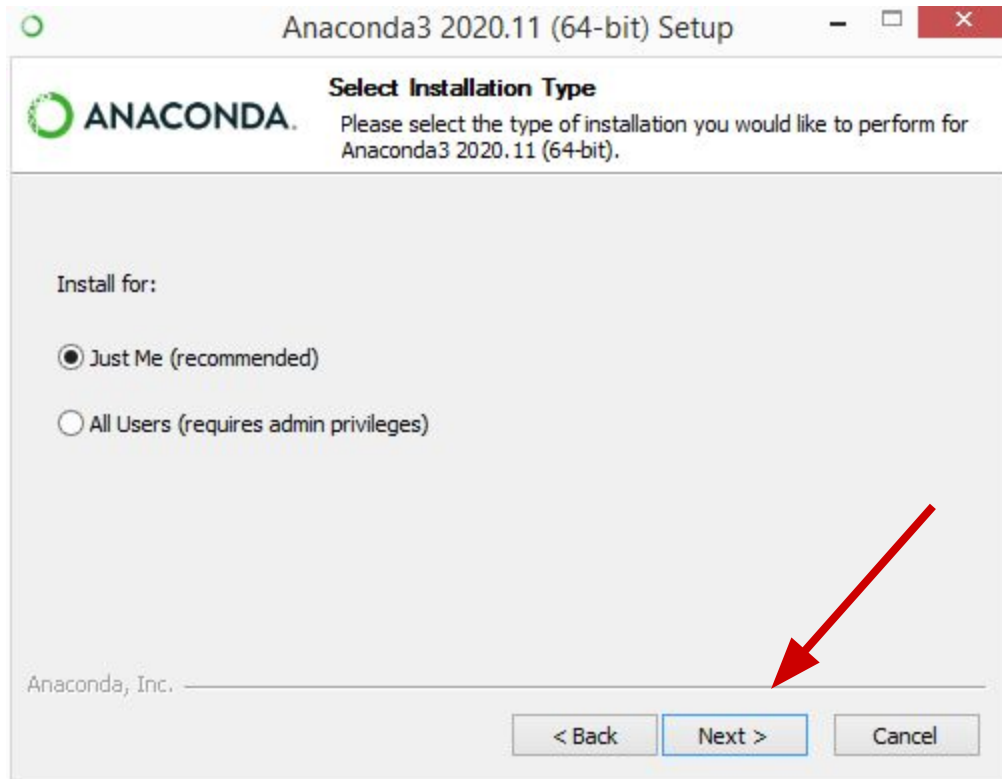 Anaconda3 2020.11 (64-bit) Setup
ANACONDA.
Select Installation Type
Please select the type of installation you would like to perform for
Anaconda3 2020.11 (64-bit).
Install for:
Just Me (recommended)
All Users (requires admin privileges)
Anaconda, Inc.
< Back Next > Cancel